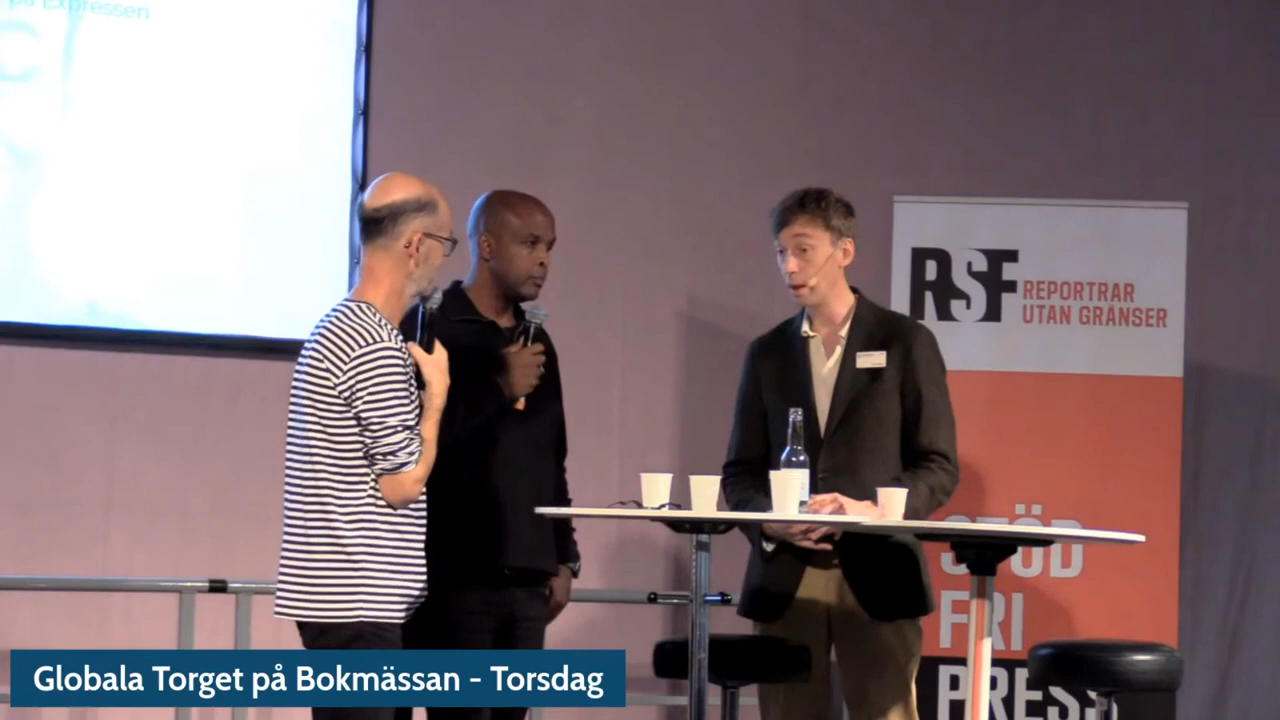 på Expressen
RSF REPORTRAR
UTAN GRÄNSER
STÖD
FRI
PRESS
Globala Torget på Bokmässan - Torsdag